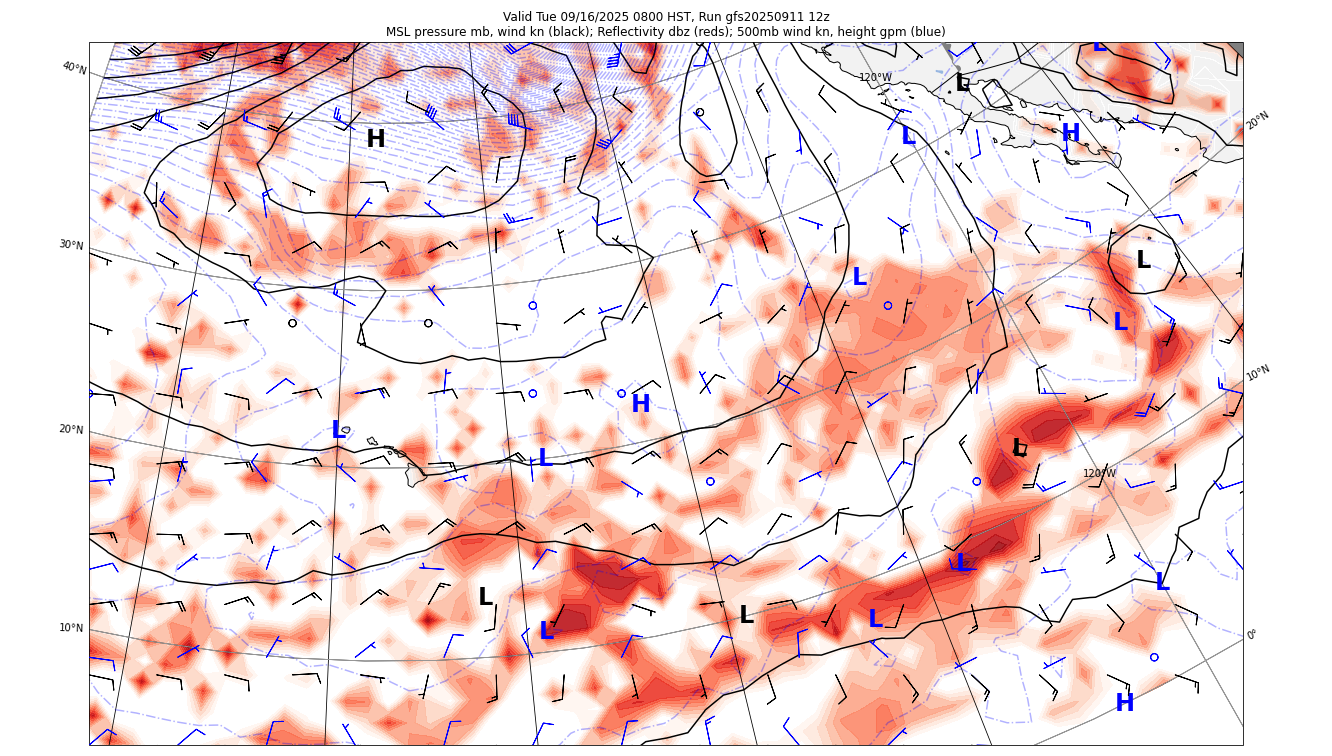 Valid Tue 09/16/2025 0800 HST, Run gfs20250911 12z
MSL pressure mb, wind kn (black); Reflectivity dbz (reds); 500mb wind kn, height gpm (blue)
L
40°N
120°W
L
20°N
H
L
H
30°N
L
L
L
10°N
H
20°N
L
L
L
120°W
L
L
L
L
L
10°N
L
0°
H